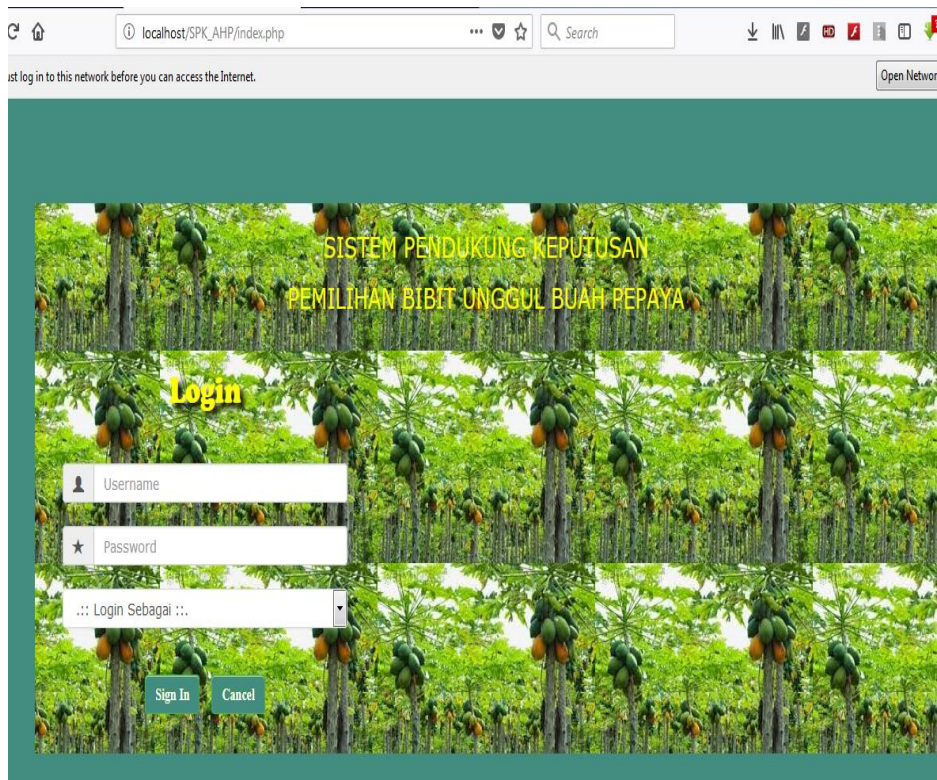 localhost/SPK_AHP/index.php
Search
HD
log in to this network before you can access the Internet.
Open Networ
SISTEM PENDUKUNG KEPUTUSAN
PEMILIHAN BIBIT UNGGUL BUAH PEPAYA
Login
Username
Password
.:: Login Sebagai ::.
Sign In Cancel